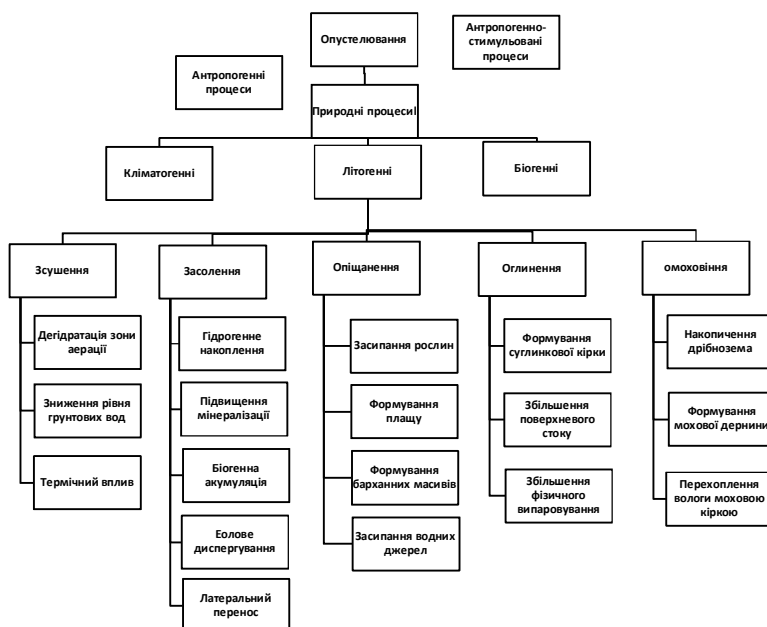 Опустелювання
Антропогенно-
стимульовані
процеси
Антропогенні
процеси
Природні процесиІ
Кліматогенні
Літогенні
Біогенні
Зсушення
Засолення
Опіщанення
Оглинення
омоховіння
Дегідратація зони
аерації
Зниження рівня
грунтових вод
Термічний вплив
Гідрогенне
накоплення
Підвищення
мінералізації
Біогенна
акумуляція
Еолове
диспергування
Латеральний
перенос
Засипання рослин
Формування
плащу
Формування
барханних масивів
Засипання водних
джерел
Формування
суглинкової кірки
Збільшення
поверхневого
стоку
Збільшення
фізичного
випаровування
Накопичення
дрібнозема
Формування
мохової дернини
Перехоплення
вологи моховою
кіркою